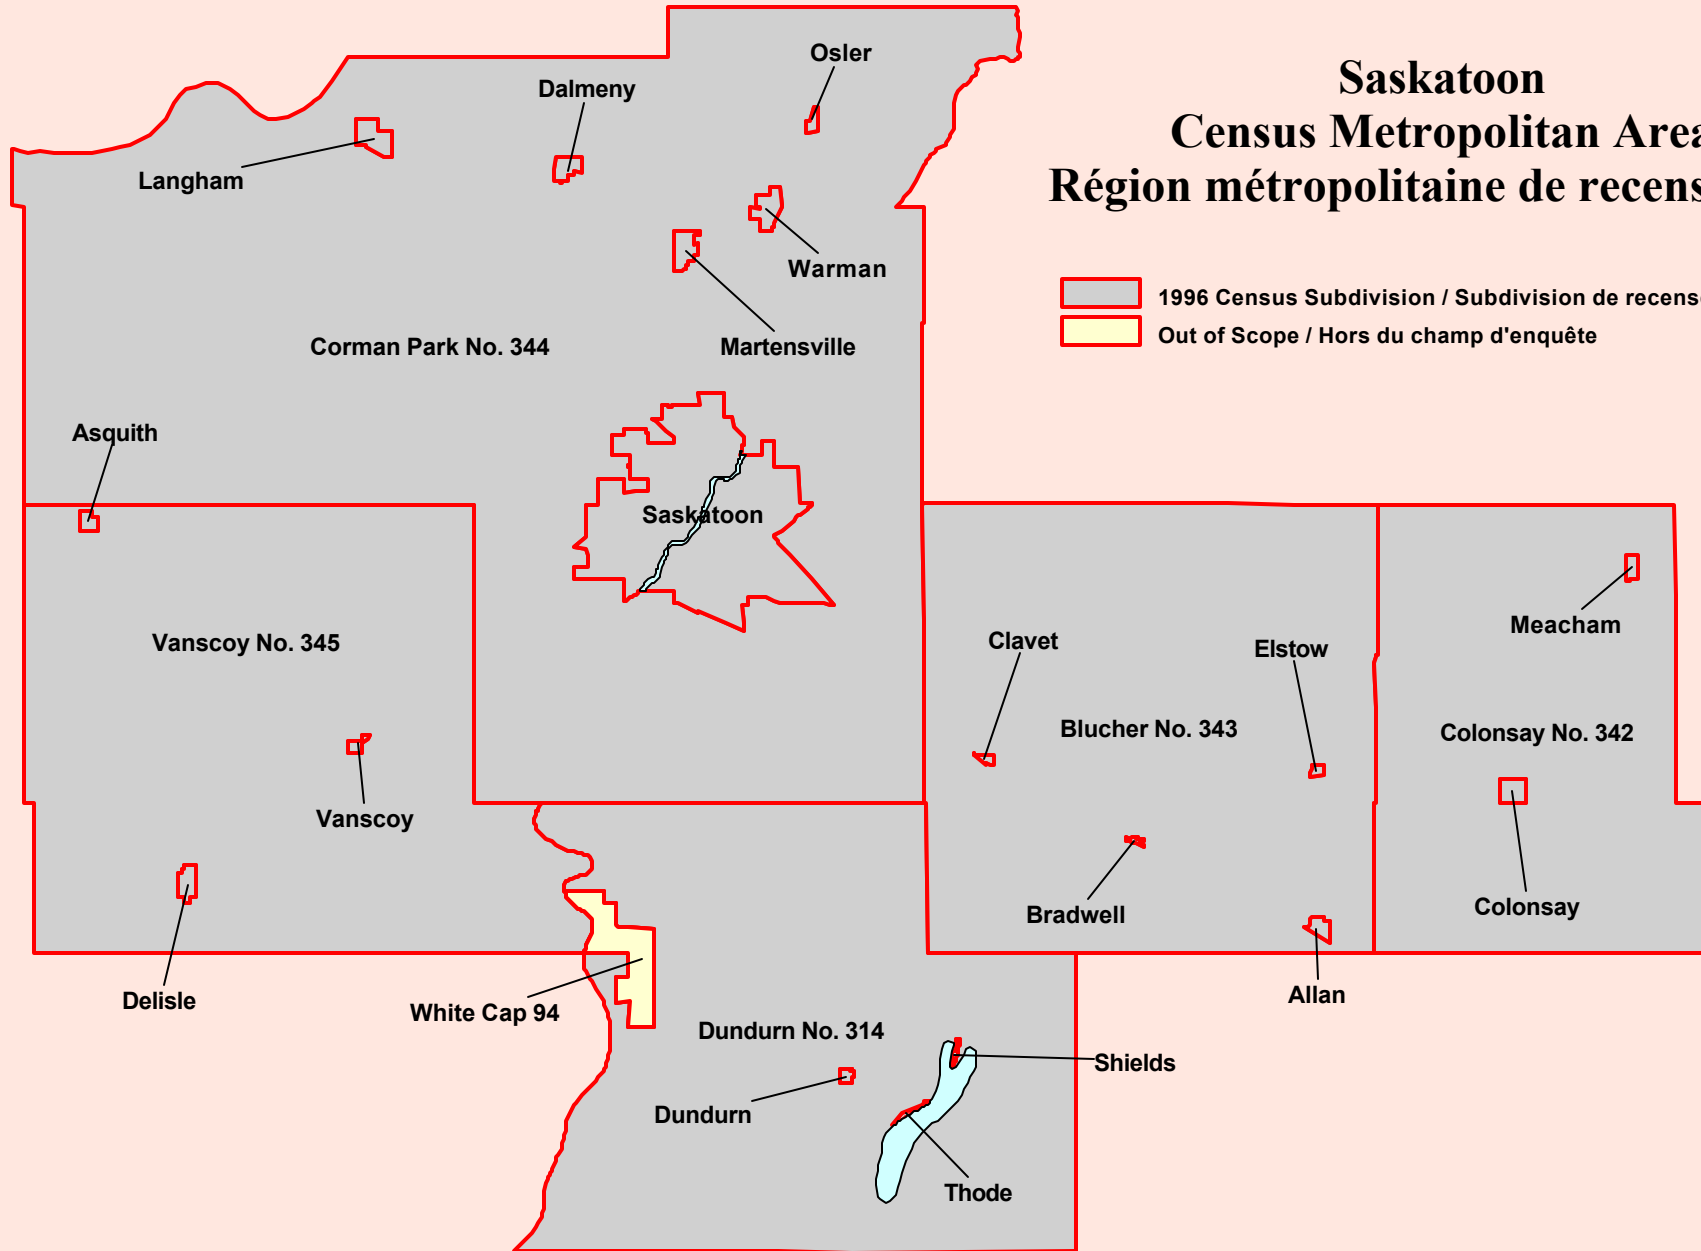 Saskatoon
Census Metropolitan Area
Région métropolitaine de recens
1996 Census Subdivision / Subdivision de recens
Out of Scope / Hors du champ d'enquête
Osler
Dalmeny
Langham
Warman
Martensville
Corman Park No. 344
Asquith
Saskatoon
Meacham
Vanscoy No. 345
Clavet
Elstow
Blucher No. 343
Colonsay No. 342
Vanscoy
Bradwell
Colonsay
Delisle
White Cap 94
Allan
Dundurn No. 314
Shields
Dundurn
Thode